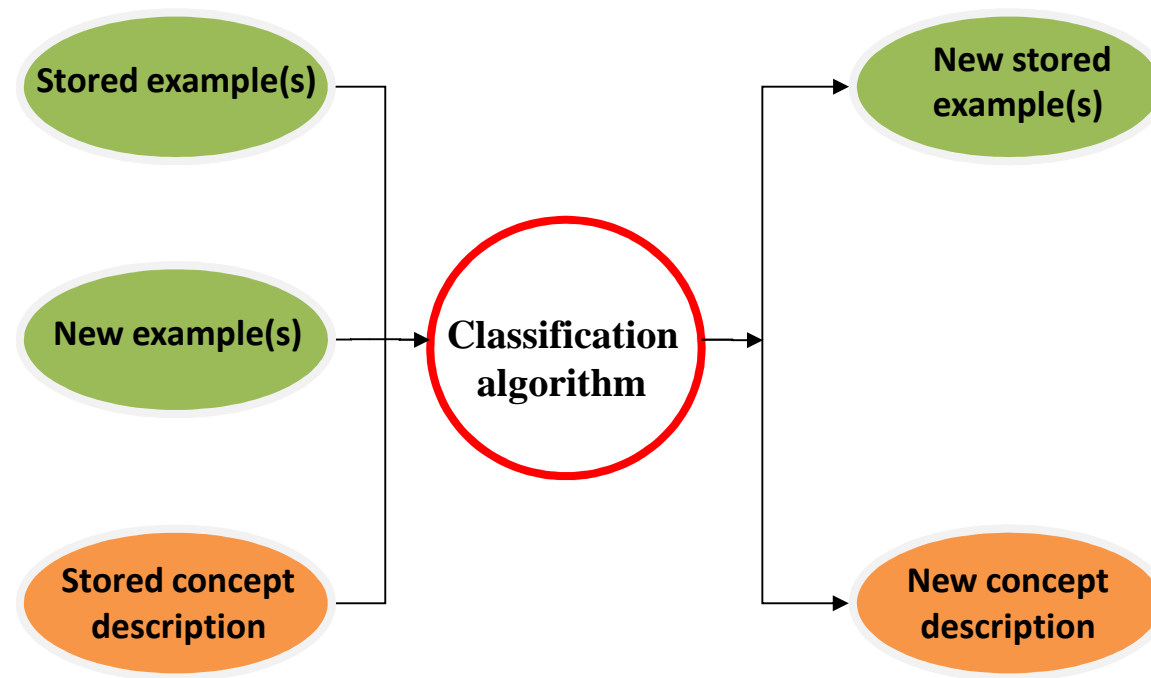 Stored example(s)
New example(s)
Stored concept
description
Classification
algorithm
New stored
example(s)
New concept
description